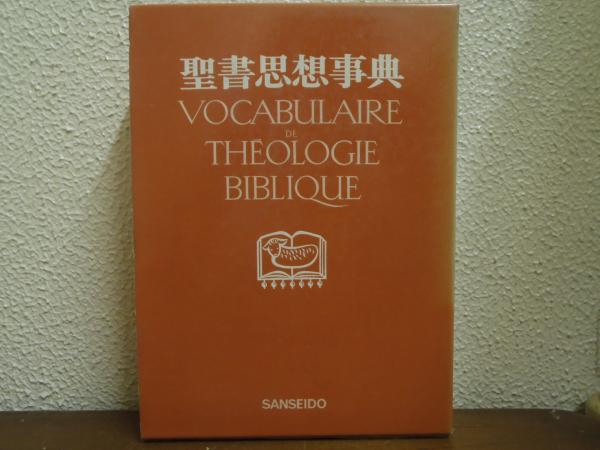 聖書思想事典
VOCABULAIRE
DE
THÉOLOGIE
BIBLIQUE
SANSEIDO